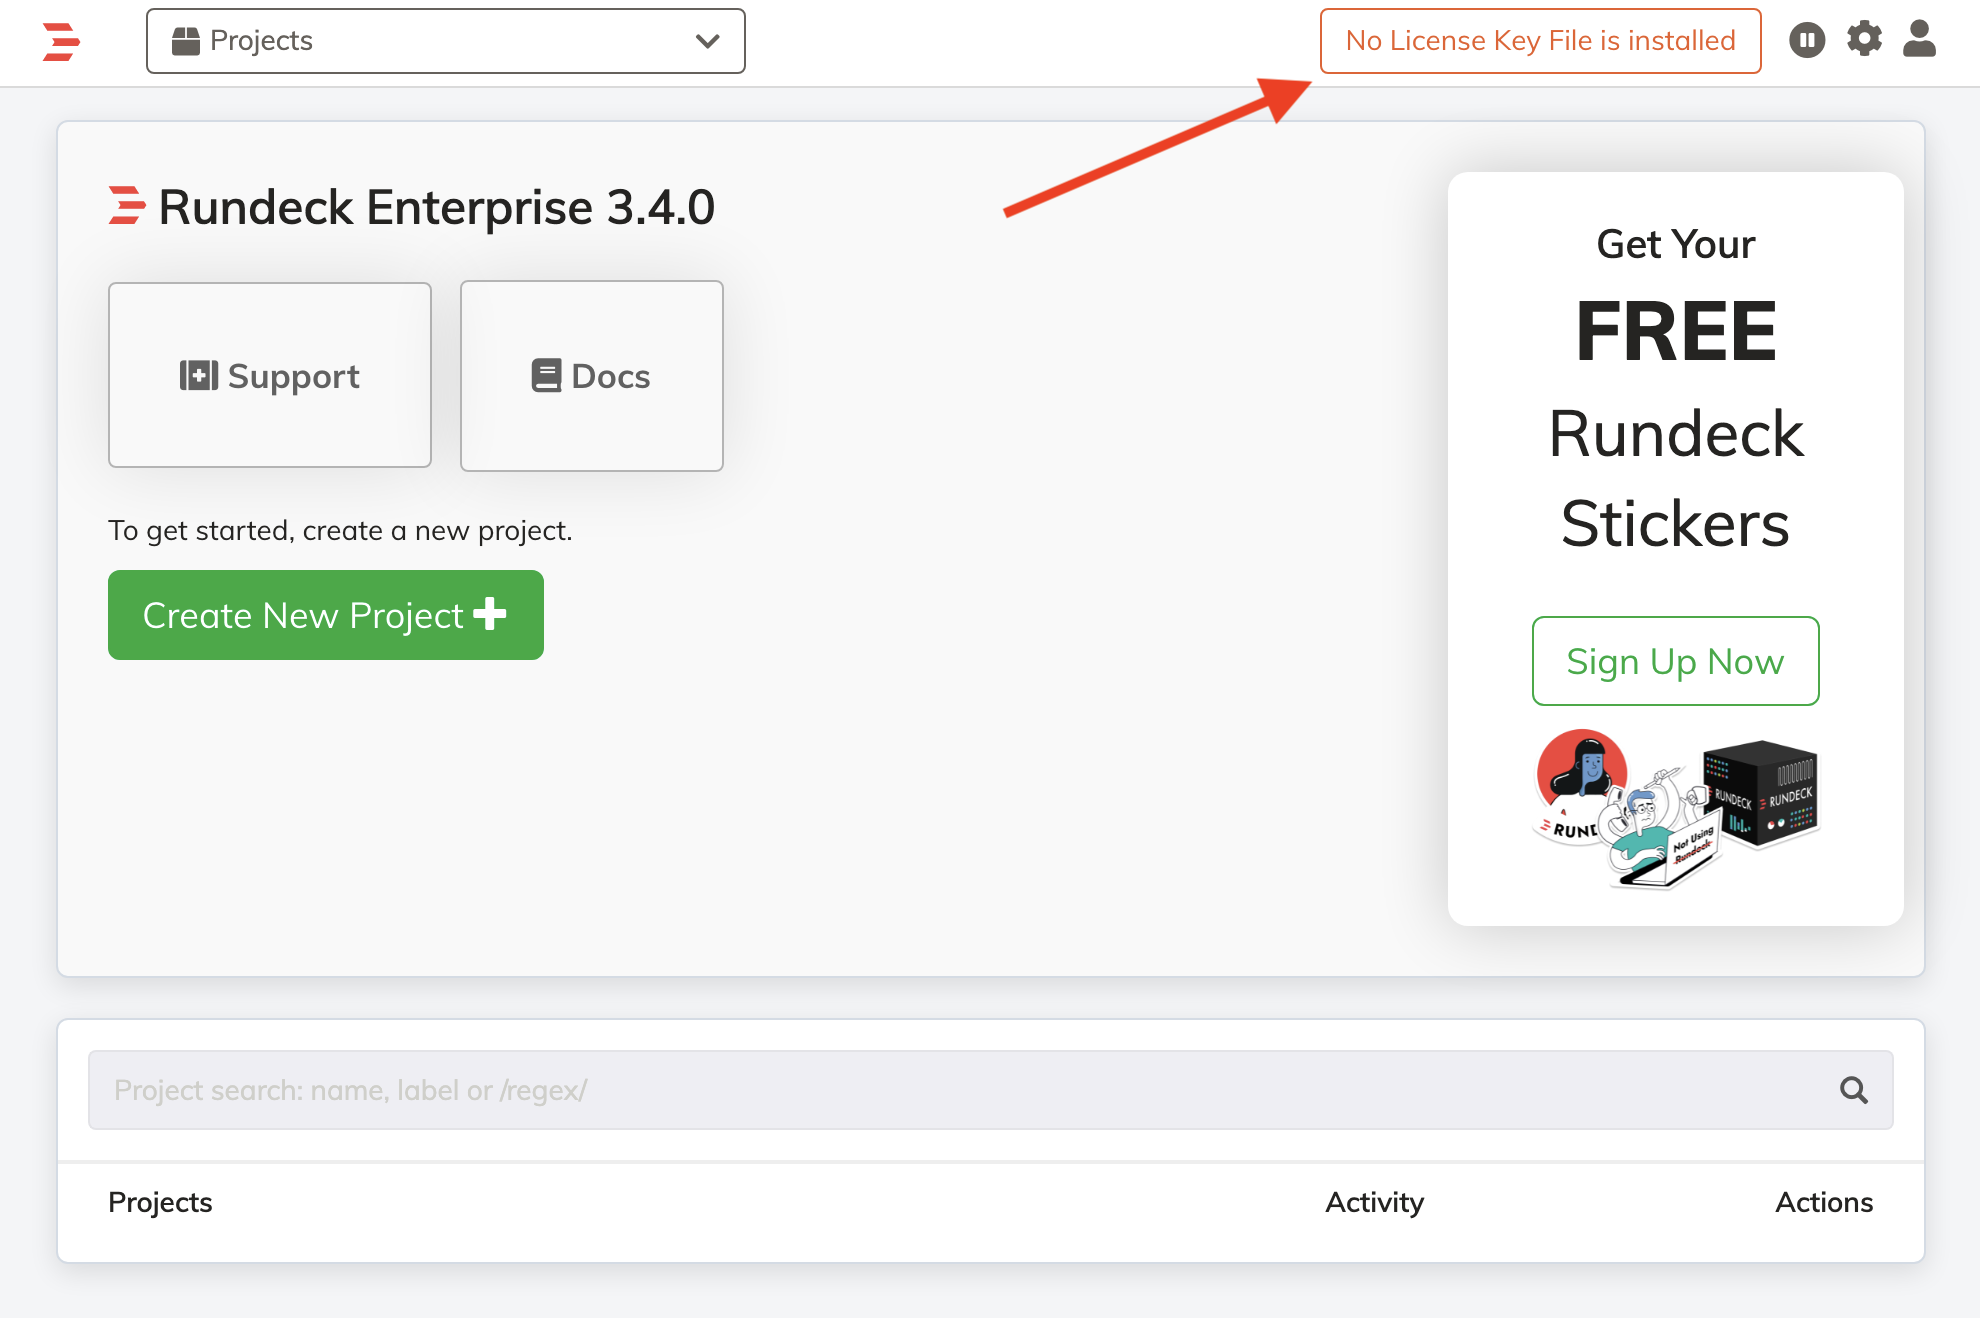 Projects
No License Key File is installed
Rundeck Enterprise 3.4.0
Support
Docs
To get started, create a new project.
Create New Project
Get Your
FREE
Rundeck
Stickers
Sign Up Now
RUND
RUNDECK
RUNDECK
Not Using
Rundeck
Project search: name, label or /regex/
Projects
Activity
Actions